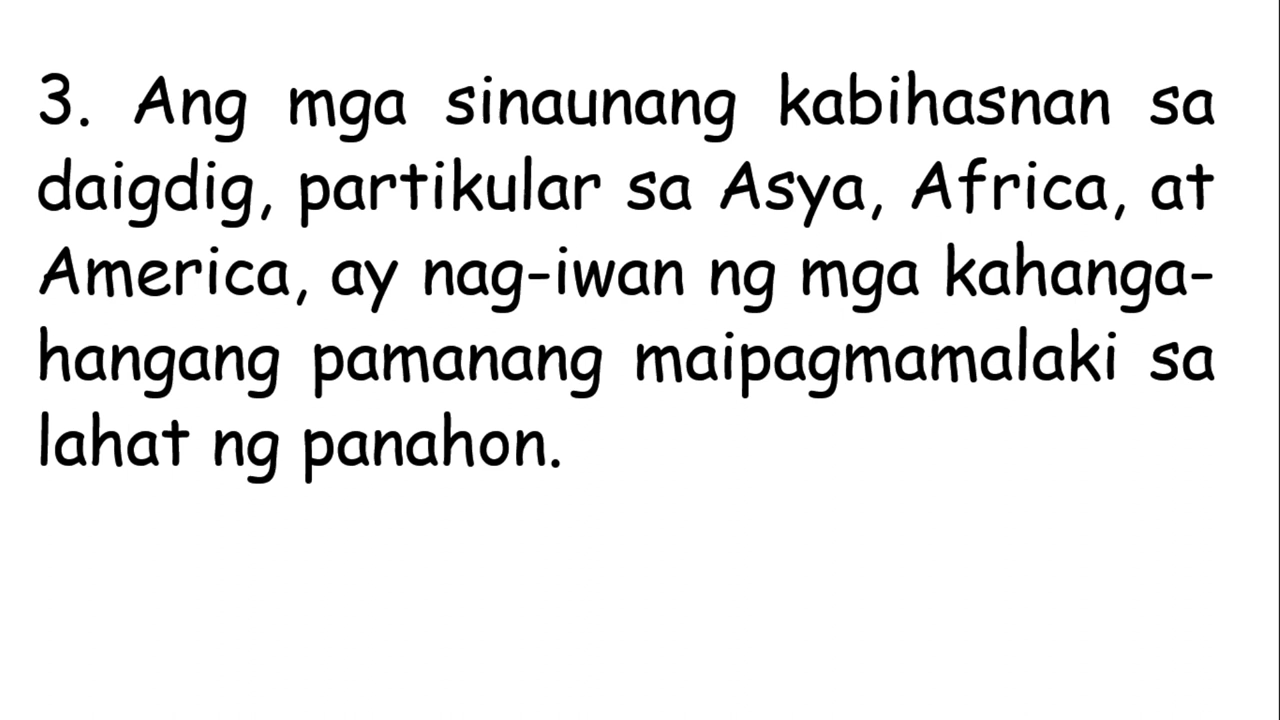 3. Ang mga sinaunang kabihasnan sa
daigdig, partikular sa Asya, Africa, at
America, ay nag-iwan ng mga kahanga-
hangang pamanang maipagmamalaki sa
lahat ng panahon.